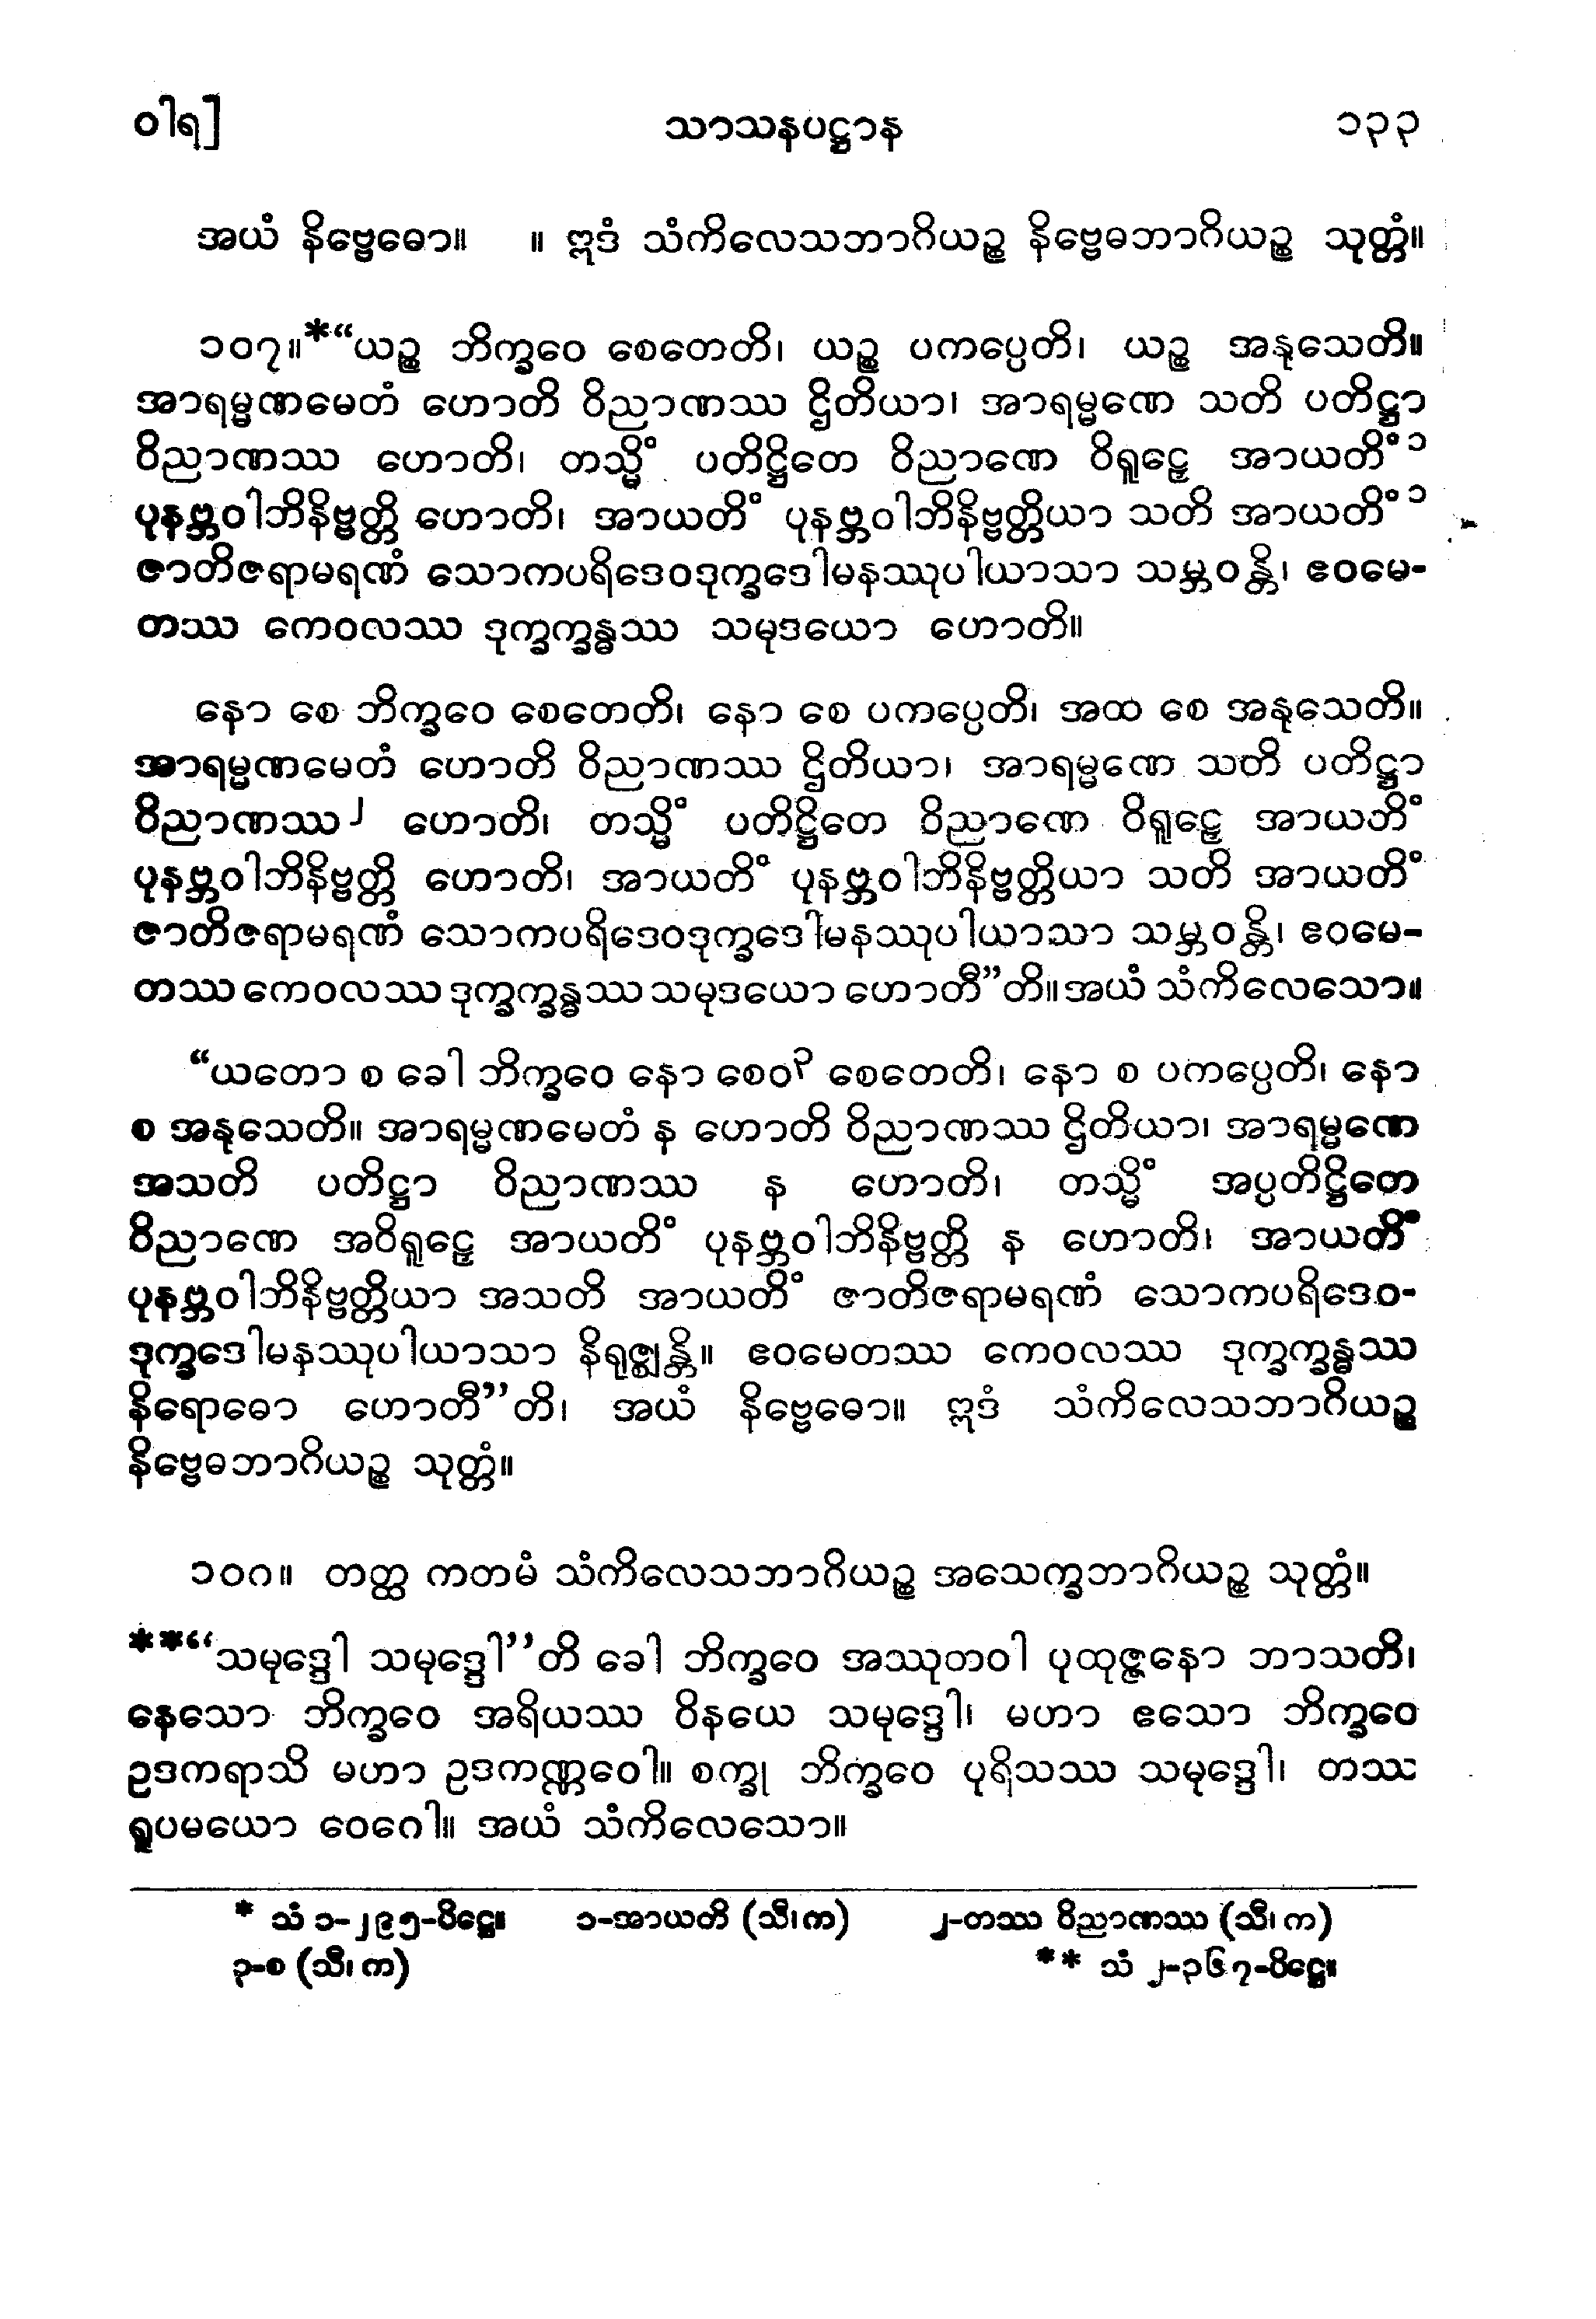 ဝါရ] သာသနပဋ္ဌာန ၁၃၃
အယံ နိဗ္ဗေဓော။ ။ ဣဒံ သံကိလေသဘာဂိယဉ္စ နိဗ္ဗေဓဘာဂိယဉ္စ သုတ္တံ။
၁၀၇။*“ယဉ္စ ဘိက္ခဝေ စေတေတိ၊ ယဉ္စ ပကပ္ပေတိ၊ ယဉ္စ အနုသေတိ။
အာရမ္မဏမေတံ ဟောတိ ဝိညာဏဿ ဌိတိယာ၊ အာရမ္မဏေ သတိ ပတိဋ္ဌာ
ဝိညာဏဿ ဟောတိ၊ တသ္မိံ ပတိဋ္ဌိတေ ဝိညာဏေ ဝိရူဠှေ အာယတိံ ၁
ပုနဗ္ဘဝါဘိနိဗ္ဗတ္တိ ဟောတိ၊ အာယတိံ ပုနဗ္ဘဝါဘိနိဗ္ဗတ္တိယာ သတိ အာယတိံ ၁
ဇာတိဇရာမရဏံ သောကပရိဒေဝဒုက္ခဒေါမနဿုပါယာသာ သမ္ဘဝန္တိ၊ ဧဝမေ-
တဿ ကေဝလဿ ဒုက္ခက္ခန္ဓဿ သမုဒယော ဟောတိ။
နော စေ ဘိက္ခဝေ စေတေတိ၊ နော စေ ပကပ္ပေတိ၊ အထ စေ အနုသေတိ။
အာရမ္မဏမေတံ ဟောတိ ဝိညာဏဿ ဌိတိယာ၊ အာရမ္မဏေ သတိ ပတိဋ္ဌာ
ဝိညာဏဿ ၂ ဟောတိ၊ တသ္မိံ ပတိဋ္ဌိတေ ဝိညာဏေ ဝိရူဠှေ အာယတိံ
ပုနဗ္ဘဝါဘိနိဗ္ဗတ္တိ ဟောတိ၊ အာယတိံ ပုနဗ္ဘဝါဘိနိဗ္ဗတ္တိယာ သတိ အာယတိံ
ဇာတိဇရာမရဏံ သောကပရိဒေဝဒုက္ခဒေါမနဿုပါယာသာ သမ္ဘဝန္တိ၊ ဧဝမေ-
တဿ ကေဝလဿ ဒုက္ခက္ခန္ဓဿ သမုဒယော ဟောတီ”တိ။ အယံ သံကိလေသော။
“ယတော စ ခေါ ဘိက္ခဝေ နော စေဝ ၃ စေတေတိ၊ နော စ ပကပ္ပေတိ၊ နော
စ အနုသေတိ။ အာရမ္မဏမေတံ န ဟောတိ ဝိညာဏဿ ဌိတိယာ၊ အာရမ္မဏေ
အသတိ ပတိဋ္ဌာ ဝိညာဏဿ န ဟောတိ၊ တသ္မိံ အပ္ပတိဋ္ဌိတေ
ဝိညာဏေ အဝိရူဠှေ အာယတိံ ပုနဗ္ဘဝါဘိနိဗ္ဗတ္တိ န ဟောတိ၊ အာယတိံ
ပုနဗ္ဘဝါဘိနိဗ္ဗတ္တိယာ အသတိ အာယတိံ ဇာတိဇရာမရဏံ သောကပရိဒေဝ-
ဒုက္ခဒေါမနဿုပါယာသာ နိရုဇ္ဈန္တိ။ ဧဝမေတဿ ကေဝလဿ ဒုက္ခက္ခန္ဓဿ
နိရောဓော ဟောတီ”တိ၊ အယံ နိဗ္ဗေဓော။ ဣဒံ သံကိလေသဘာဂိယဉ္စ
နိဗ္ဗေဓဘာဂိယဉ္စ သုတ္တံ။
၁၀၈။ တတ္ထ ကတမံ သံကိလေသဘာဂိယဉ္စ အသေက္ခဘာဂိယဉ္စ သုတ္တံ။
**“သမုဒ္ဒေါ သမုဒ္ဒေါ”တိ ခေါ ဘိက္ခဝေ အဿုတဝါ ပုထုဇ္ဇနော ဘာသတိ၊
နေသော ဘိက္ခဝေ အရိယဿ ဝိနယေ သမုဒ္ဒေါ၊ မဟာ ဧသော ဘိက္ခဝေ
ဥဒကရာသိ မဟာ ဥဒကဏ္ဏဝေါ။ စက္ခု ဘိက္ခဝေ ပုရိသဿ သမုဒ္ဒေါ၊ တဿ
ရူပမယော ဝေဂေါ။ အယံ သံကိလေသော။
* သံ ၁-၂၉၅-ပိဋ္ဌေ။ ၁-အာယတိ (သီ၊က) ၂-တဿ ဝိညာဏဿ (သီ၊ က)
၃-စ (သီ၊ က) ** သံ ၂-၃၆၇-ပိဋ္ဌေ။